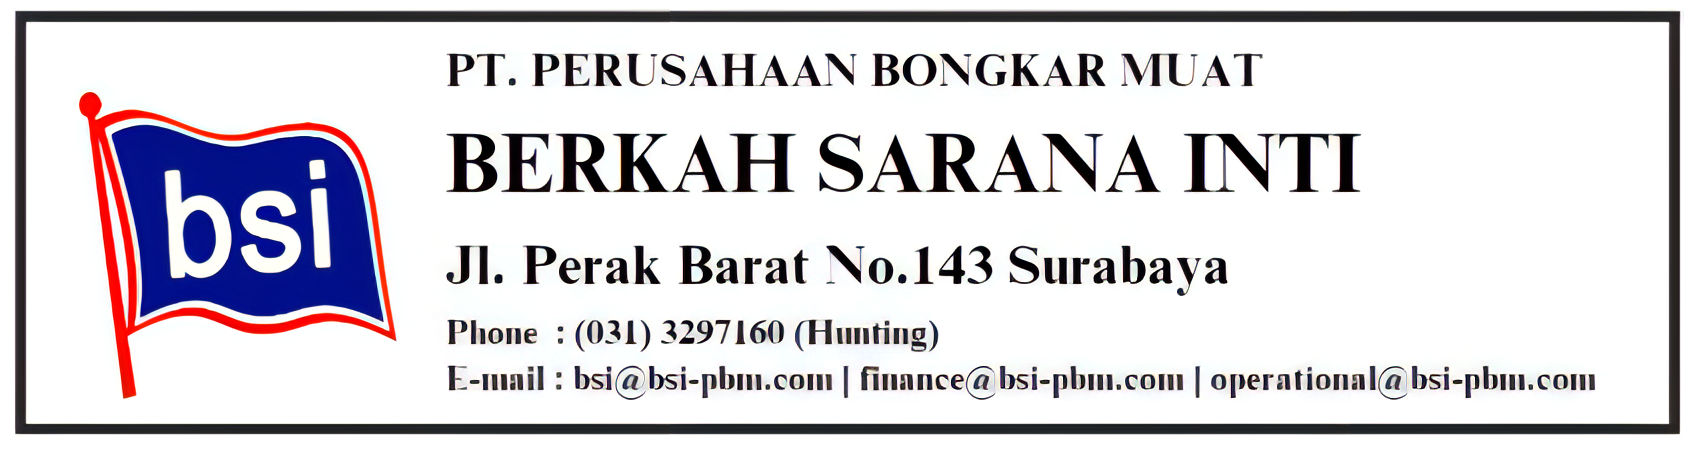 bsi
PT. PERUSAHAAN BONGKAR MUAT
BERKAH SARANA INTI
Jl. Perak Barat No.143 Surabaya
Phone : (031) 3297160 (Hunting)
E-mail : bsi@bsi-pbm.com | finance@bsi-pbm.com | operational@bsi-pbm.com